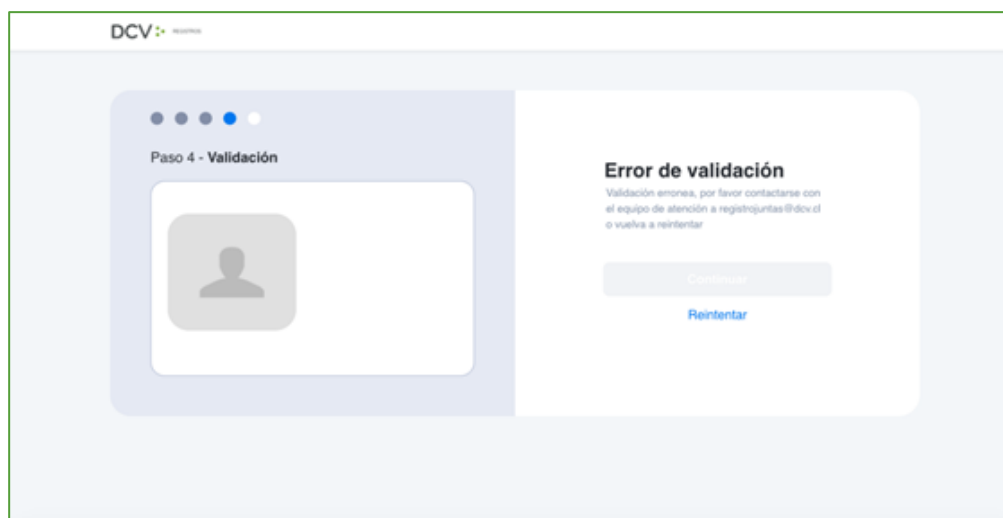 DCV REGISTROS
Paso 4 - Validación
Error de validación
Validación erronea, por favor contactarse con
el equipo de atención a registrojuntas@dcv.cl
o vuelva a reintentar
Continuar
Reintentar